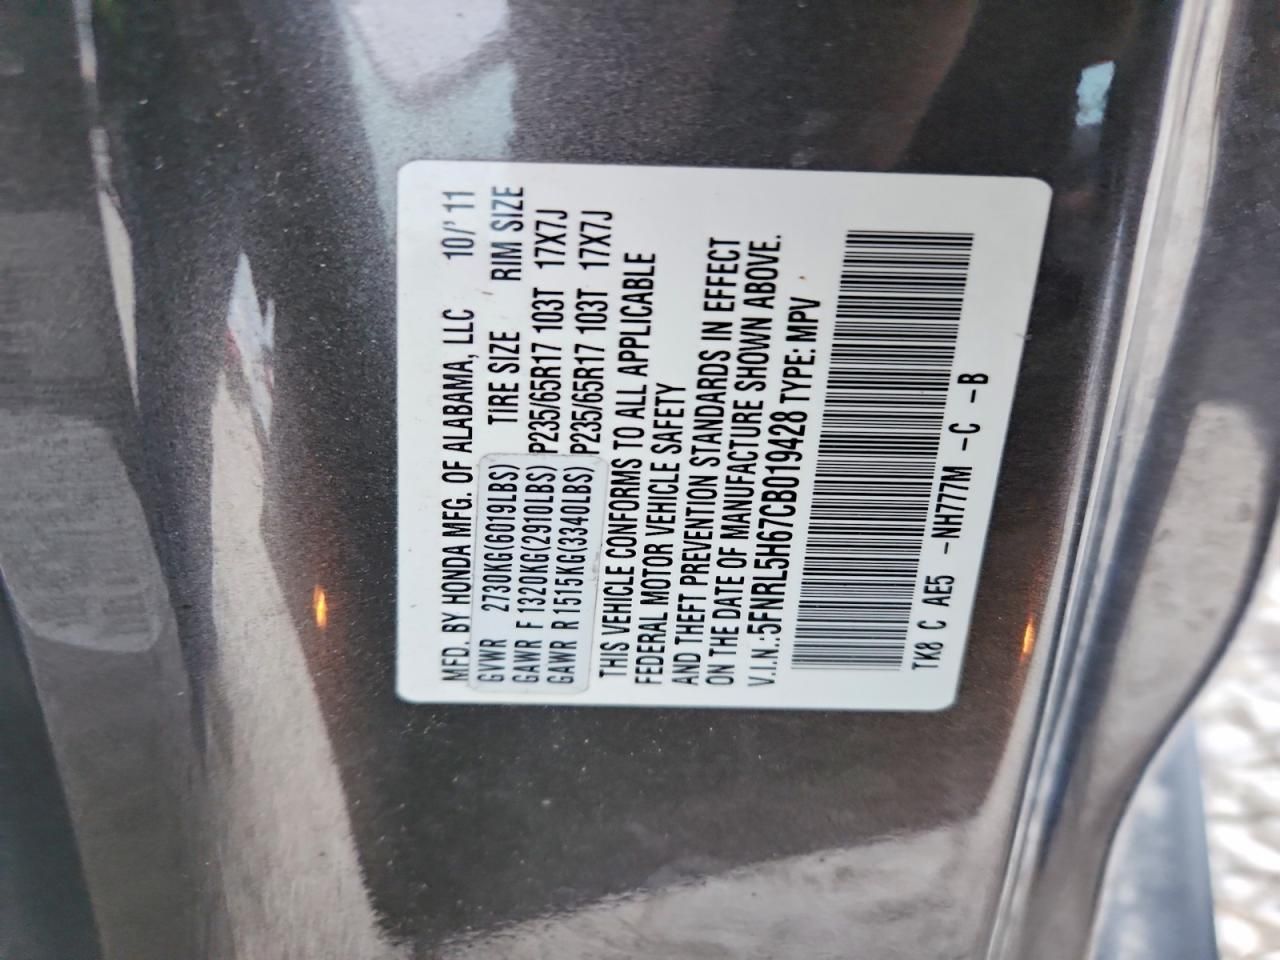 MFD. BY HONDA MFG. OF ALABAMA, LLC 10/'11
GVWR 2730KG(6019LBS) TIRE SIZE RIM SIZE
GAWR F 1320KG(2910LBS) P235/65R17 103T 17X7J
GAWR R 1515KG(3340LBS) P235/65R17 103T 17X7J
THIS VEHICLE CONFORMS TO ALL APPLICABLE
FEDERAL MOTOR VEHICLE SAFETY
AND THEFT PREVENTION STANDARDS IN EFFECT
ON THE DATE OF MANUFACTURE SHOWN ABOVE.
V.I.N.:5FNRL5H67CB019428 TYPE: MPV
TK8 C AE5 -NH777M -C -B